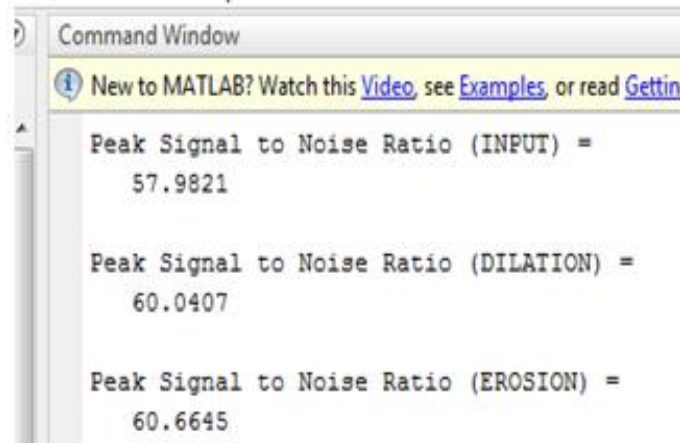 Command Window
New to MATLAB? Watch this Video, see Examples, or read
Peak Signal to Noise Ratio (INPUT) =
57.9821
Peak Signal to Noise Ratio (DILATION) =
60.0407
Peak Signal to Noise Ratio (EROSION) =
60.6645